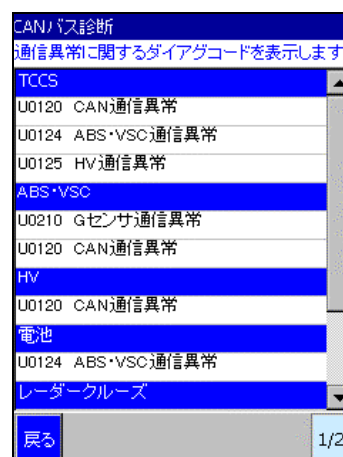 CANバス診断
通信異常に関するダイアグコードを表示します
TCCS
U0120 CAN通信異常
U0124 ABS・VSC通信異常
U0125 HV通信異常
ABS・VSC
U0210 Gセンサ通信異常
U0120 CAN通信異常
HV
U0120 CAN通信異常
電池
U0124 ABS・VSC通信異常
レーダークルーズ
戻る
1/2